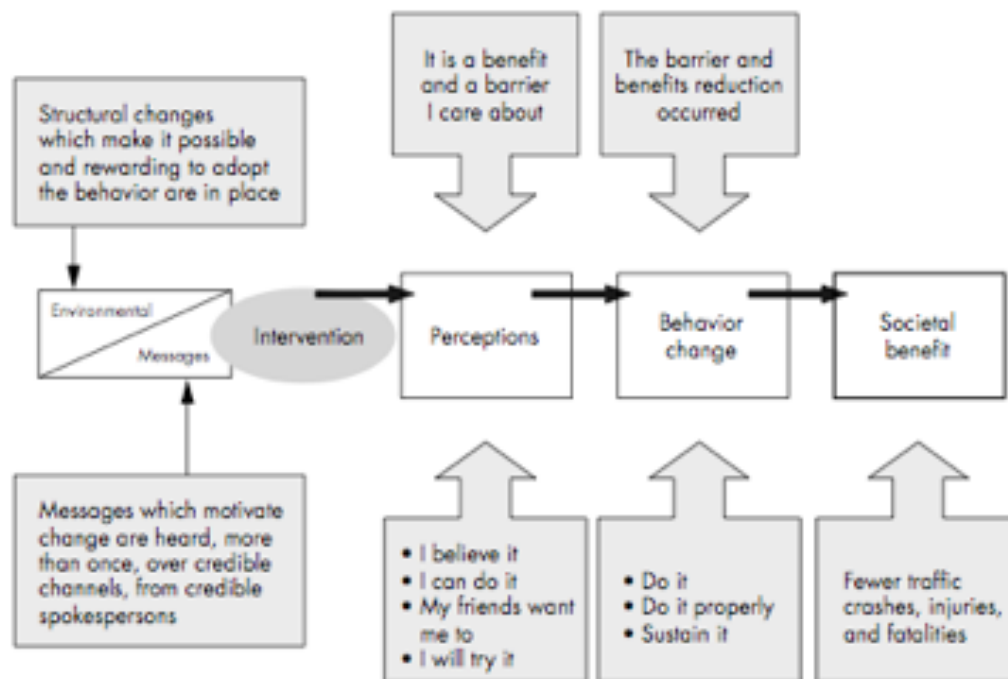 It is a benefit
and a barrier
I care about
The barrier and
benefits reduction
occurred
Structural changes
which make it possible
and rewarding to adopt
the behavior are in place
Environmental
Messages
Intervention
Perceptions
Behavior
change
Societal
benefit
Messages which motivate
change are heard, more
than once, over credible
channels, from credible
spokespersons
• I believe it
• I can do it
• My friends want
me to
• I will try it
• Do it
• Do it properly
• Sustain it
Fewer traffic
crashes, injuries,
and fatalities